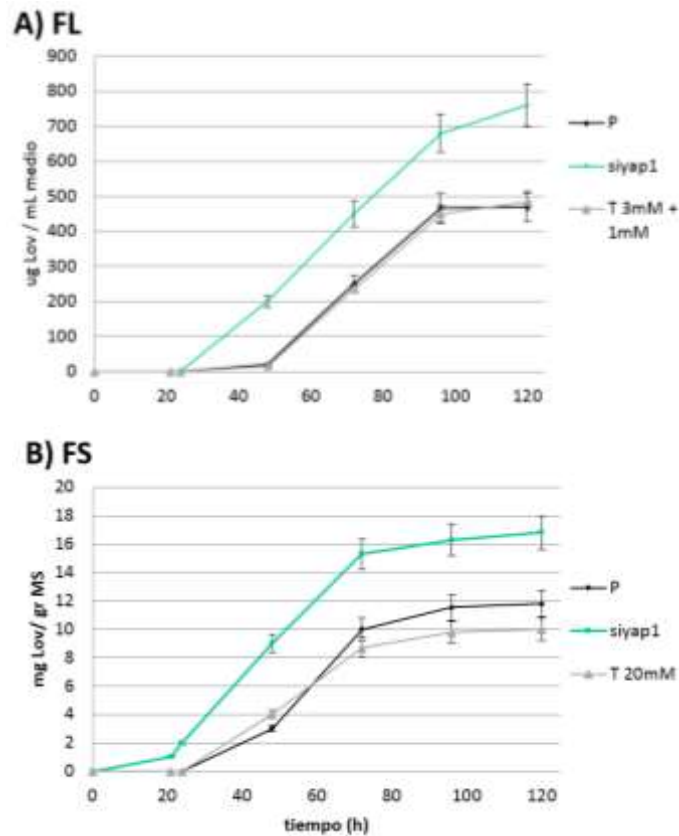 A) FL
900
800
700
600
500
400
300
200
100
0
ug Lov / mL medio
0 20 40 60 80 100 120
P
siyap1
T 3mM +
1mM
B) FS
20
18
16
14
12
10
8
6
4
2
0
mg Lov/ gr MS
0 20 40 60 80 100 120
tiempo (h)
P
siyap1
T 20mM